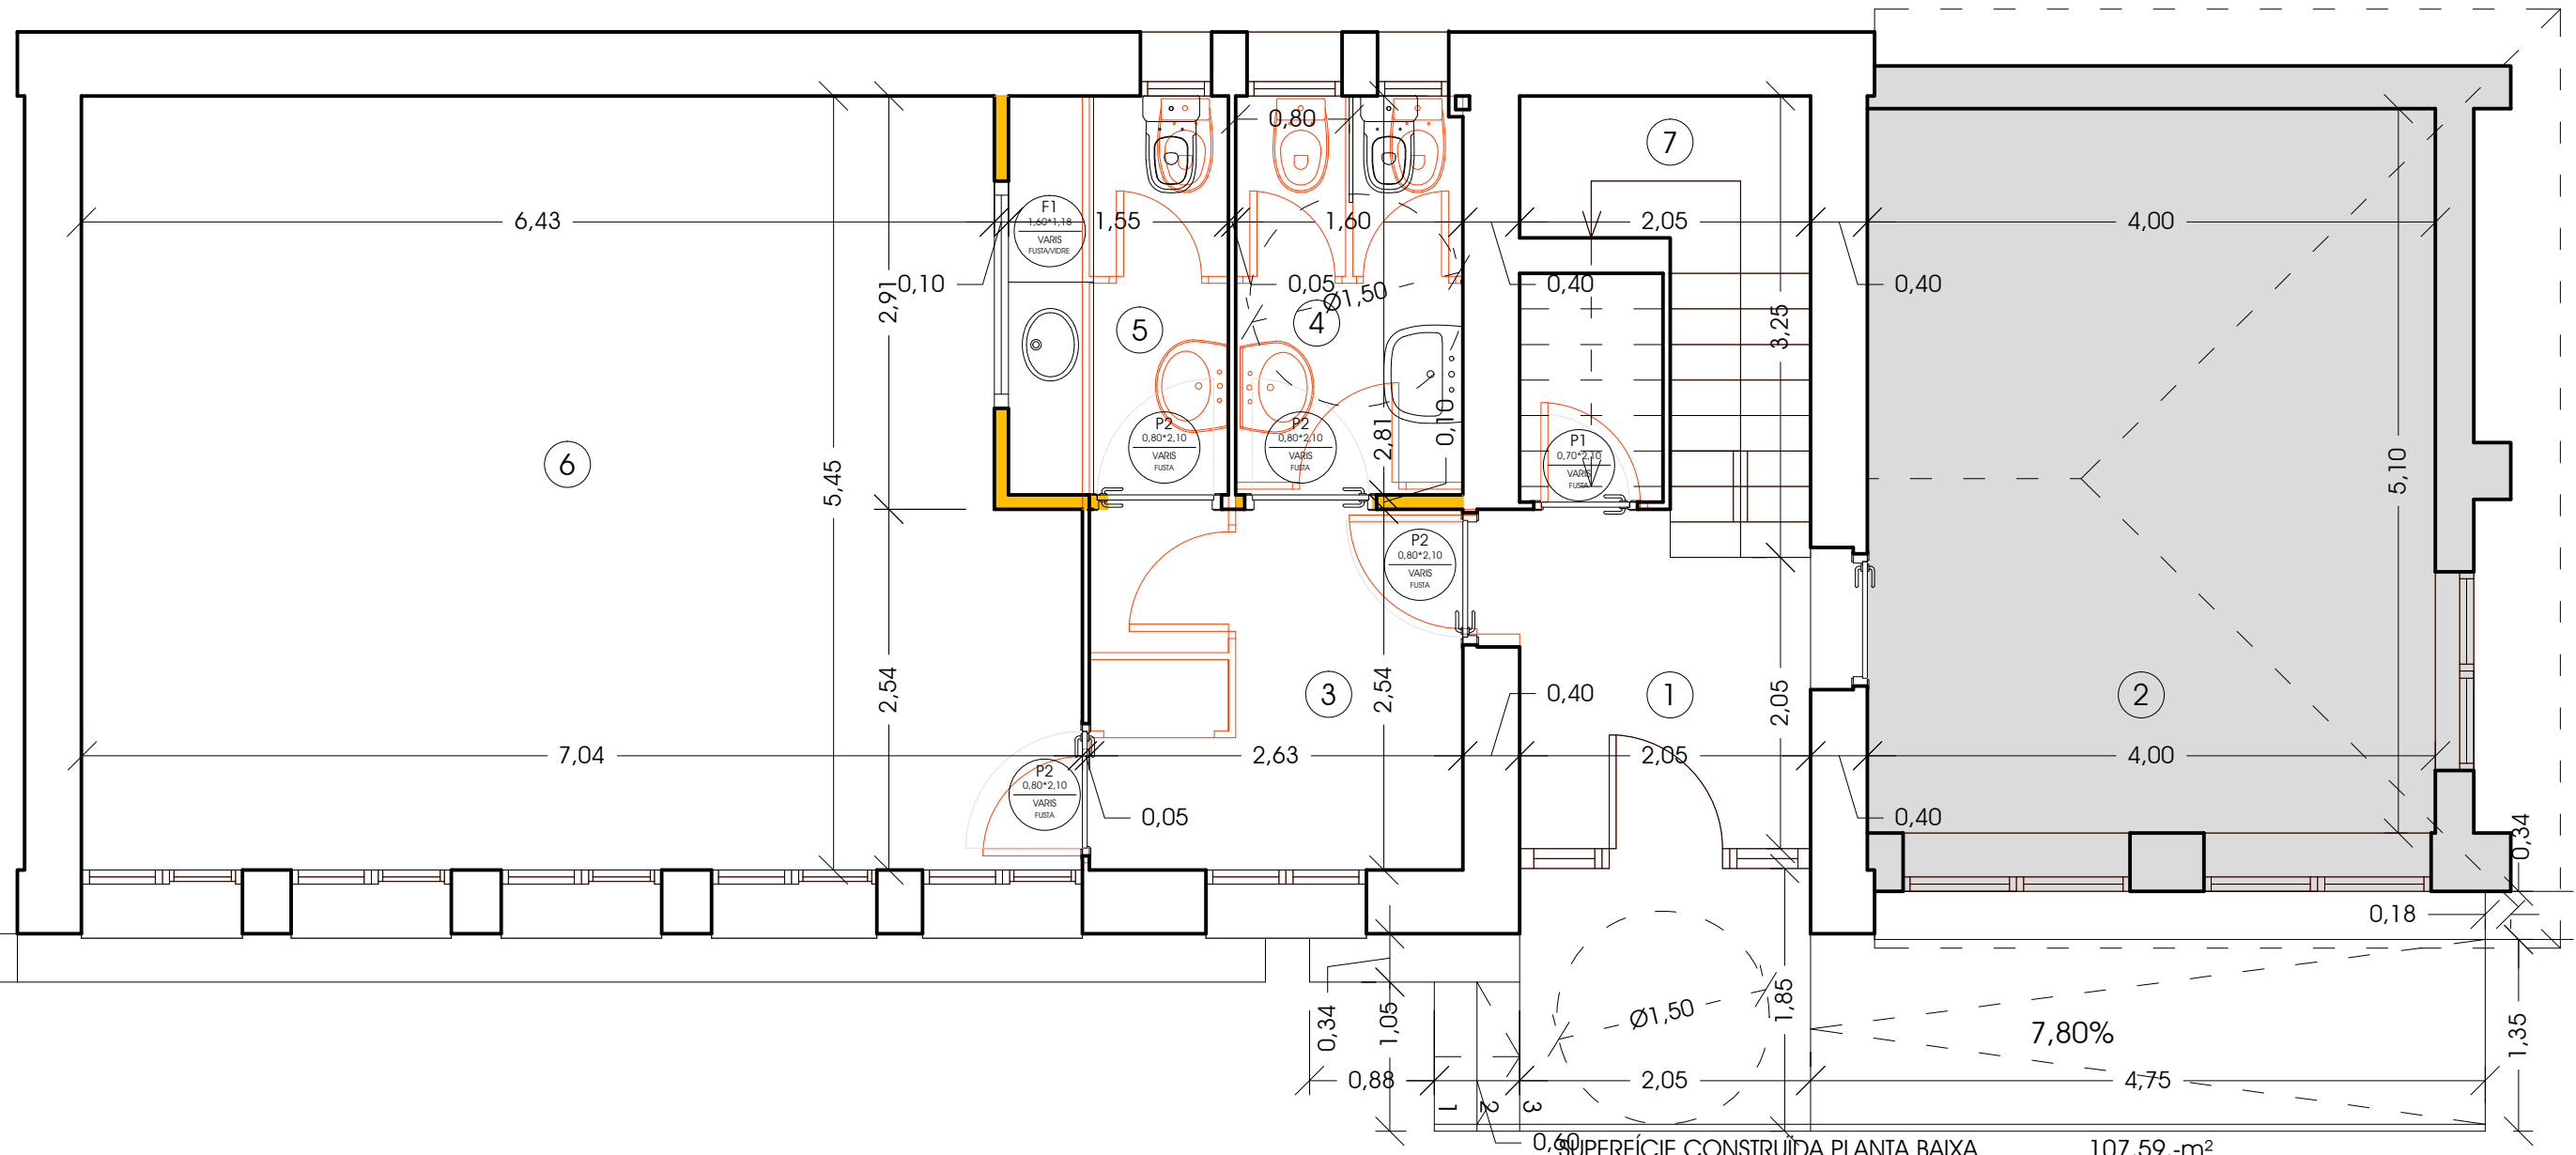 0,80
7
6,43
F1
1,60*1,18
VARIS
FUSTA/VIDRE
1,55
1,60
2,05
4,00
2,91
0,10
0,05
Ø1,50
0,40
0,40
5
4
3,25
6
5,45
P2
0,80*2,10
VARIS
FUSTA
P2
0,80*2,10
VARIS
FUSTA
2,81
0,10
P1
0,70*2,10
VARIS
FUSTA
5,10
P2
0,80*2,10
VARIS
FUSTA
2,54
3
2,54
0,40
1
2,05
2
7,04
2,63
2,05
4,00
P2
0,80*2,10
VARIS
FUSTA
0,05
0,40
0,34
0,18
0,34
1,05
Ø1,50
1,85
7,80%
1,35
0,88
2,05
4,75
1
2
3
0,60
SUPERFÍCIE CONSTRUÏDA PLANTA BAIXA 107,59.-m²